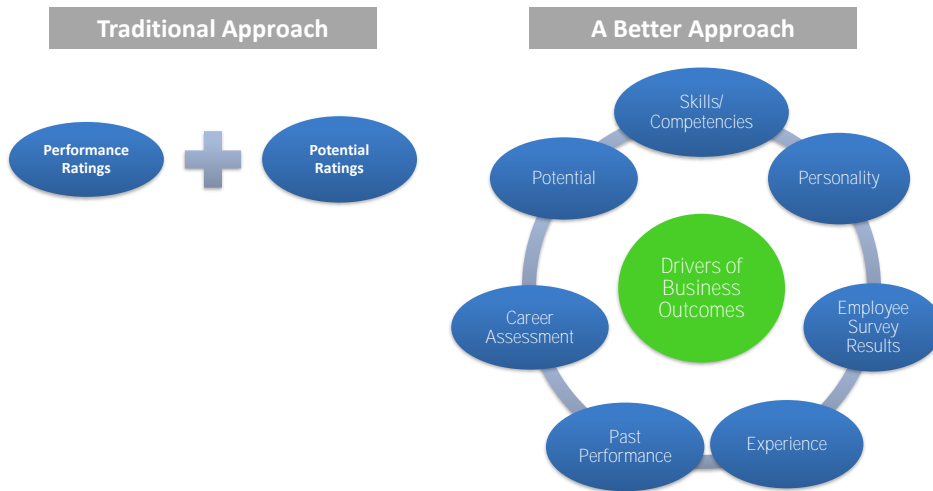 Traditional Approach
A Better Approach
Performance
Ratings
Potential
Ratings
Skills/
Competencies
Potential
Personality
Drivers of
Business
Outcomes
Career
Assessment
Employee
Survey
Results
Past
Performance
Experience